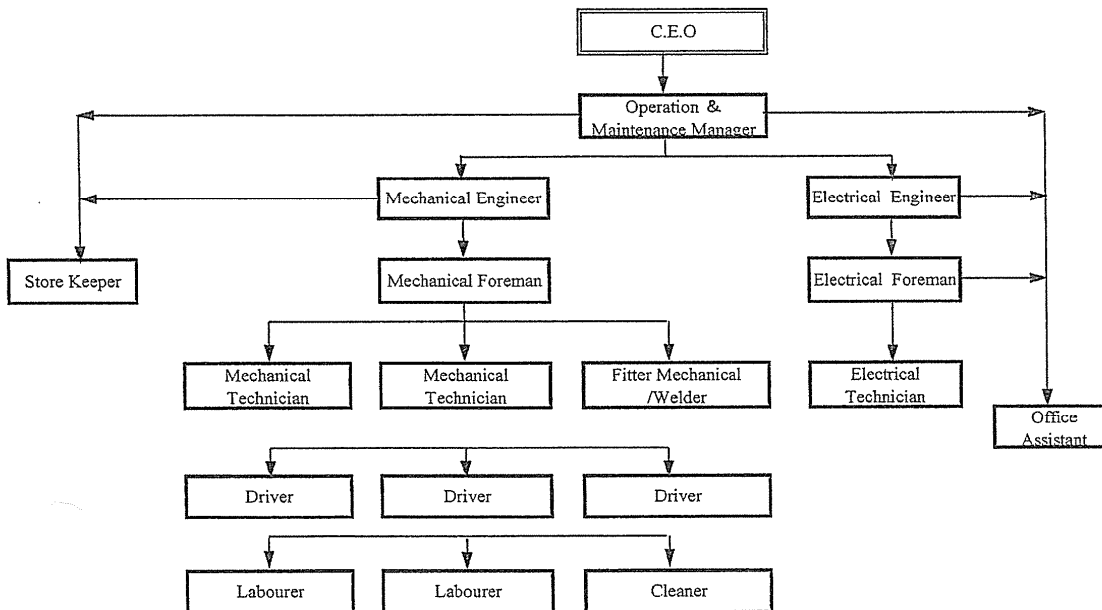 C.E.O
Operation &
Maintenance Manager
Mechanical Engineer
Electrical Engineer
Store Keeper
Mechanical Foreman
Electrical Foreman
Mechanical
Technician
Mechanical
Technician
Fitter Mechanical
/Welder
Electrical
Technician
Office
Assistant
Driver
Driver
Driver
Labourer
Labourer
Cleaner